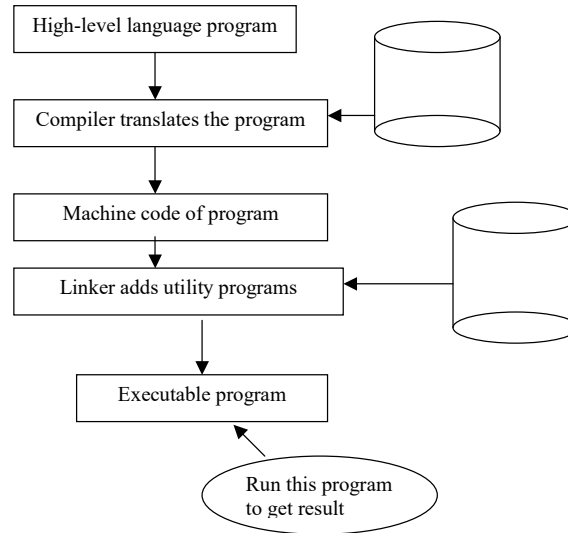 High-level language program
Compiler translates the program
Machine code of program
Linker adds utility programs
Executable program
Run this program
to get result